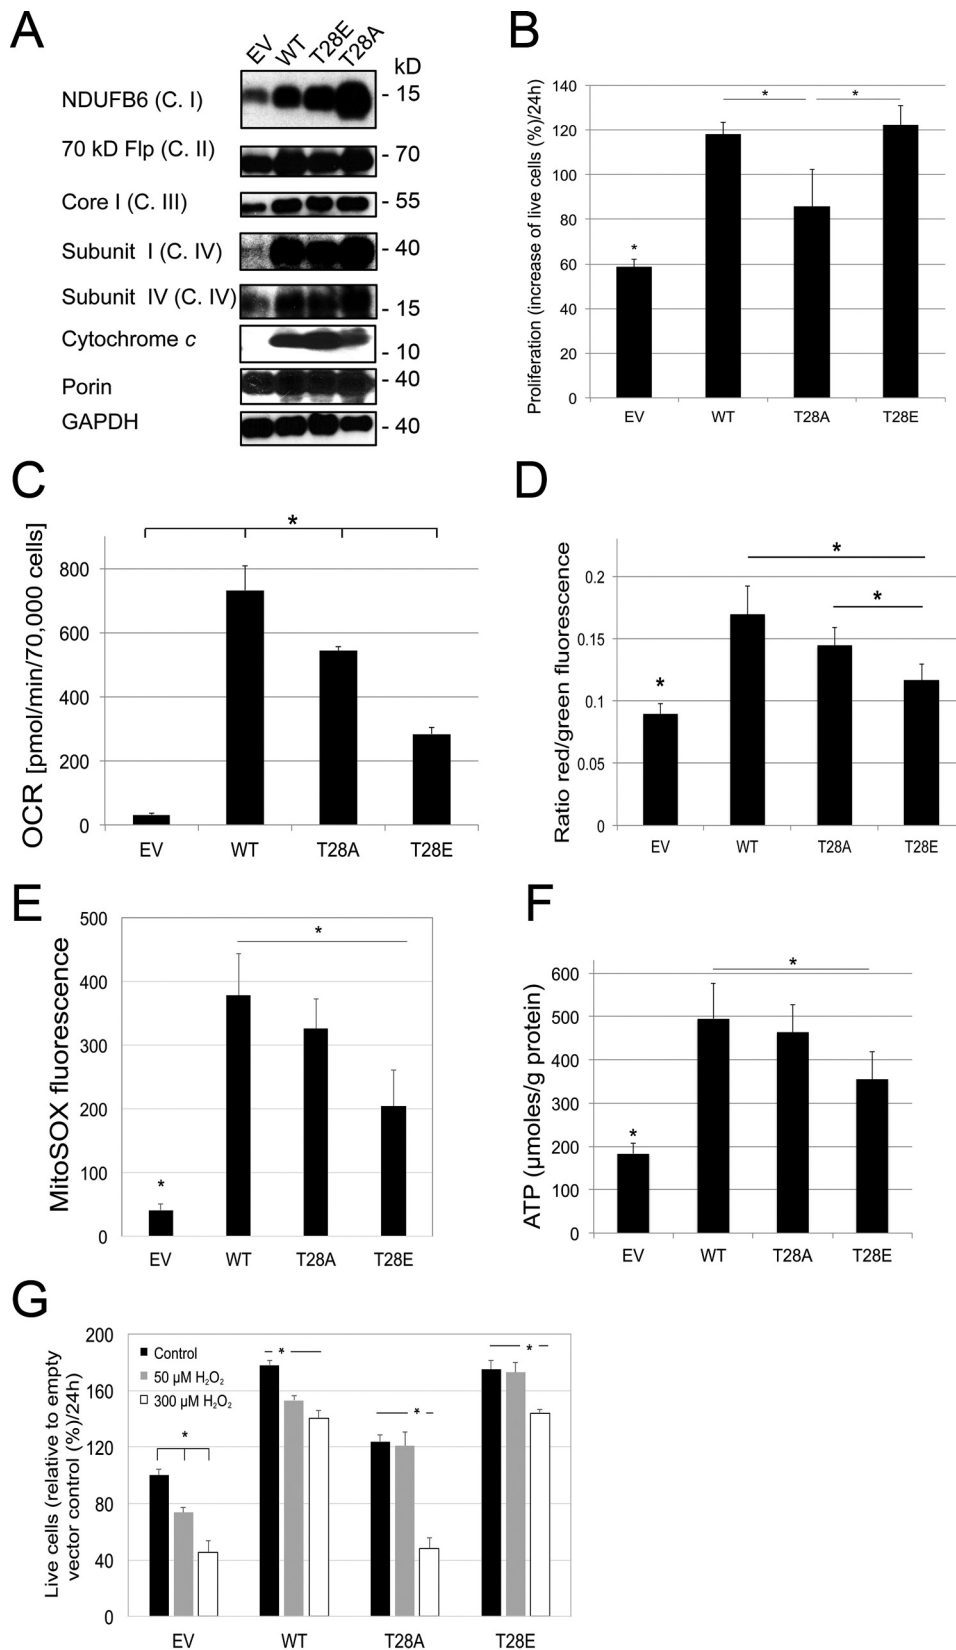 A
EV WT T28E T28A
kD
NDUFB6 (C. I) - 15
70 kD Flp (C. II) - 70
Core I (C. III) - 55
Subunit I (C. IV) - 40
Subunit IV (C. IV) - 15
Cytochrome c - 10
Porin - 40
GAPDH - 40
B
Proliferation (increase of live cells (%)/24h)
140
120
100
80
60
40
20
0
* * *
EV WT T28A T28E
C
OCR [pmol/min/70,000 cells]
800
600
400
200
0
*
EV WT T28A T28E
D
Ratio red/green fluorescence
0.2
0.15
0.1
0.05
0
* * *
EV WT T28A T28E
E
MitoSOX fluorescence
500
400
300
200
100
0
* *
EV WT T28A T28E
F
ATP (µmoles/g protein)
600
500
400
300
200
100
0
* *
EV WT T28A T28E
G
Live cells (relative to empty
vector control (%)/24h)
200
160
120
80
40
0
Control
50 µM H₂O₂
300 µM H₂O₂
* * * *
EV WT T28A T28E